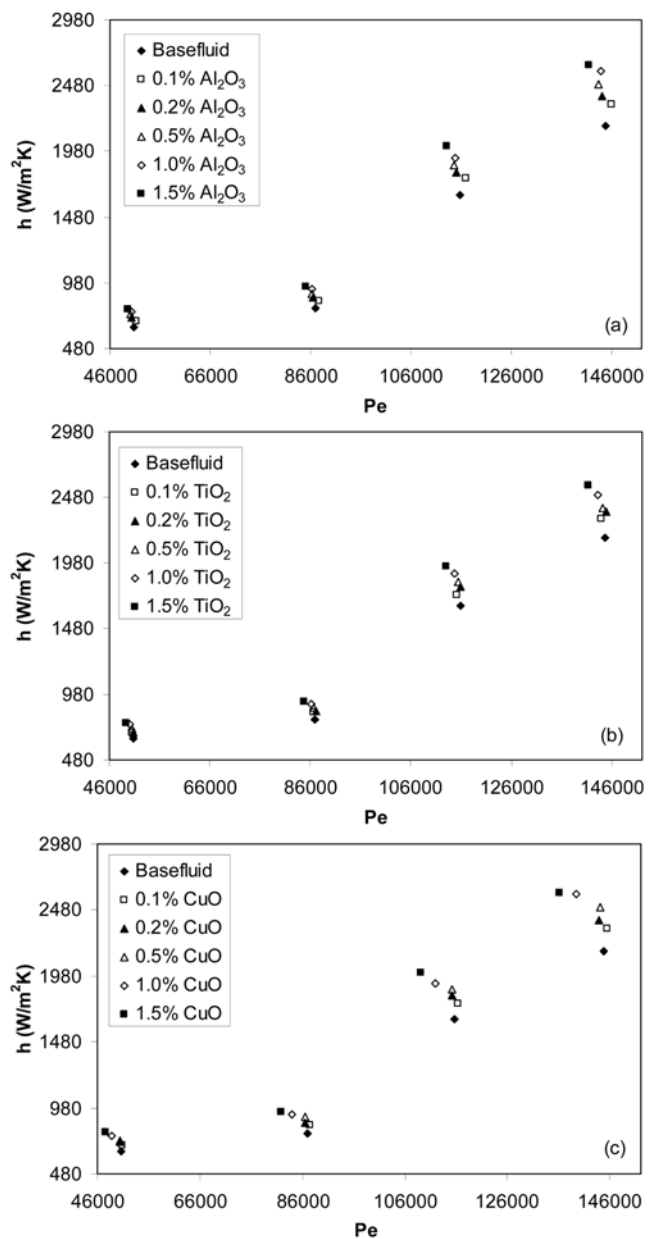 2980
2480
1980
1480
980
480
h (W/m²K)
Basefluid
0.1% Al₂O₃
0.2% Al₂O₃
0.5% Al₂O₃
1.0% Al₂O₃
1.5% Al₂O₃
(a)
46000 66000 86000 106000 126000 146000
Pe
2980
2480
1980
1480
980
480
h (W/m²K)
Basefluid
0.1% TiO₂
0.2% TiO₂
0.5% TiO₂
1.0% TiO₂
1.5% TiO₂
(b)
46000 66000 86000 106000 126000 146000
Pe
2980
2480
1980
1480
980
480
h (W/m²K)
Basefluid
0.1% CuO
0.2% CuO
0.5% CuO
1.0% CuO
1.5% CuO
(c)
46000 66000 86000 106000 126000 146000
Pe